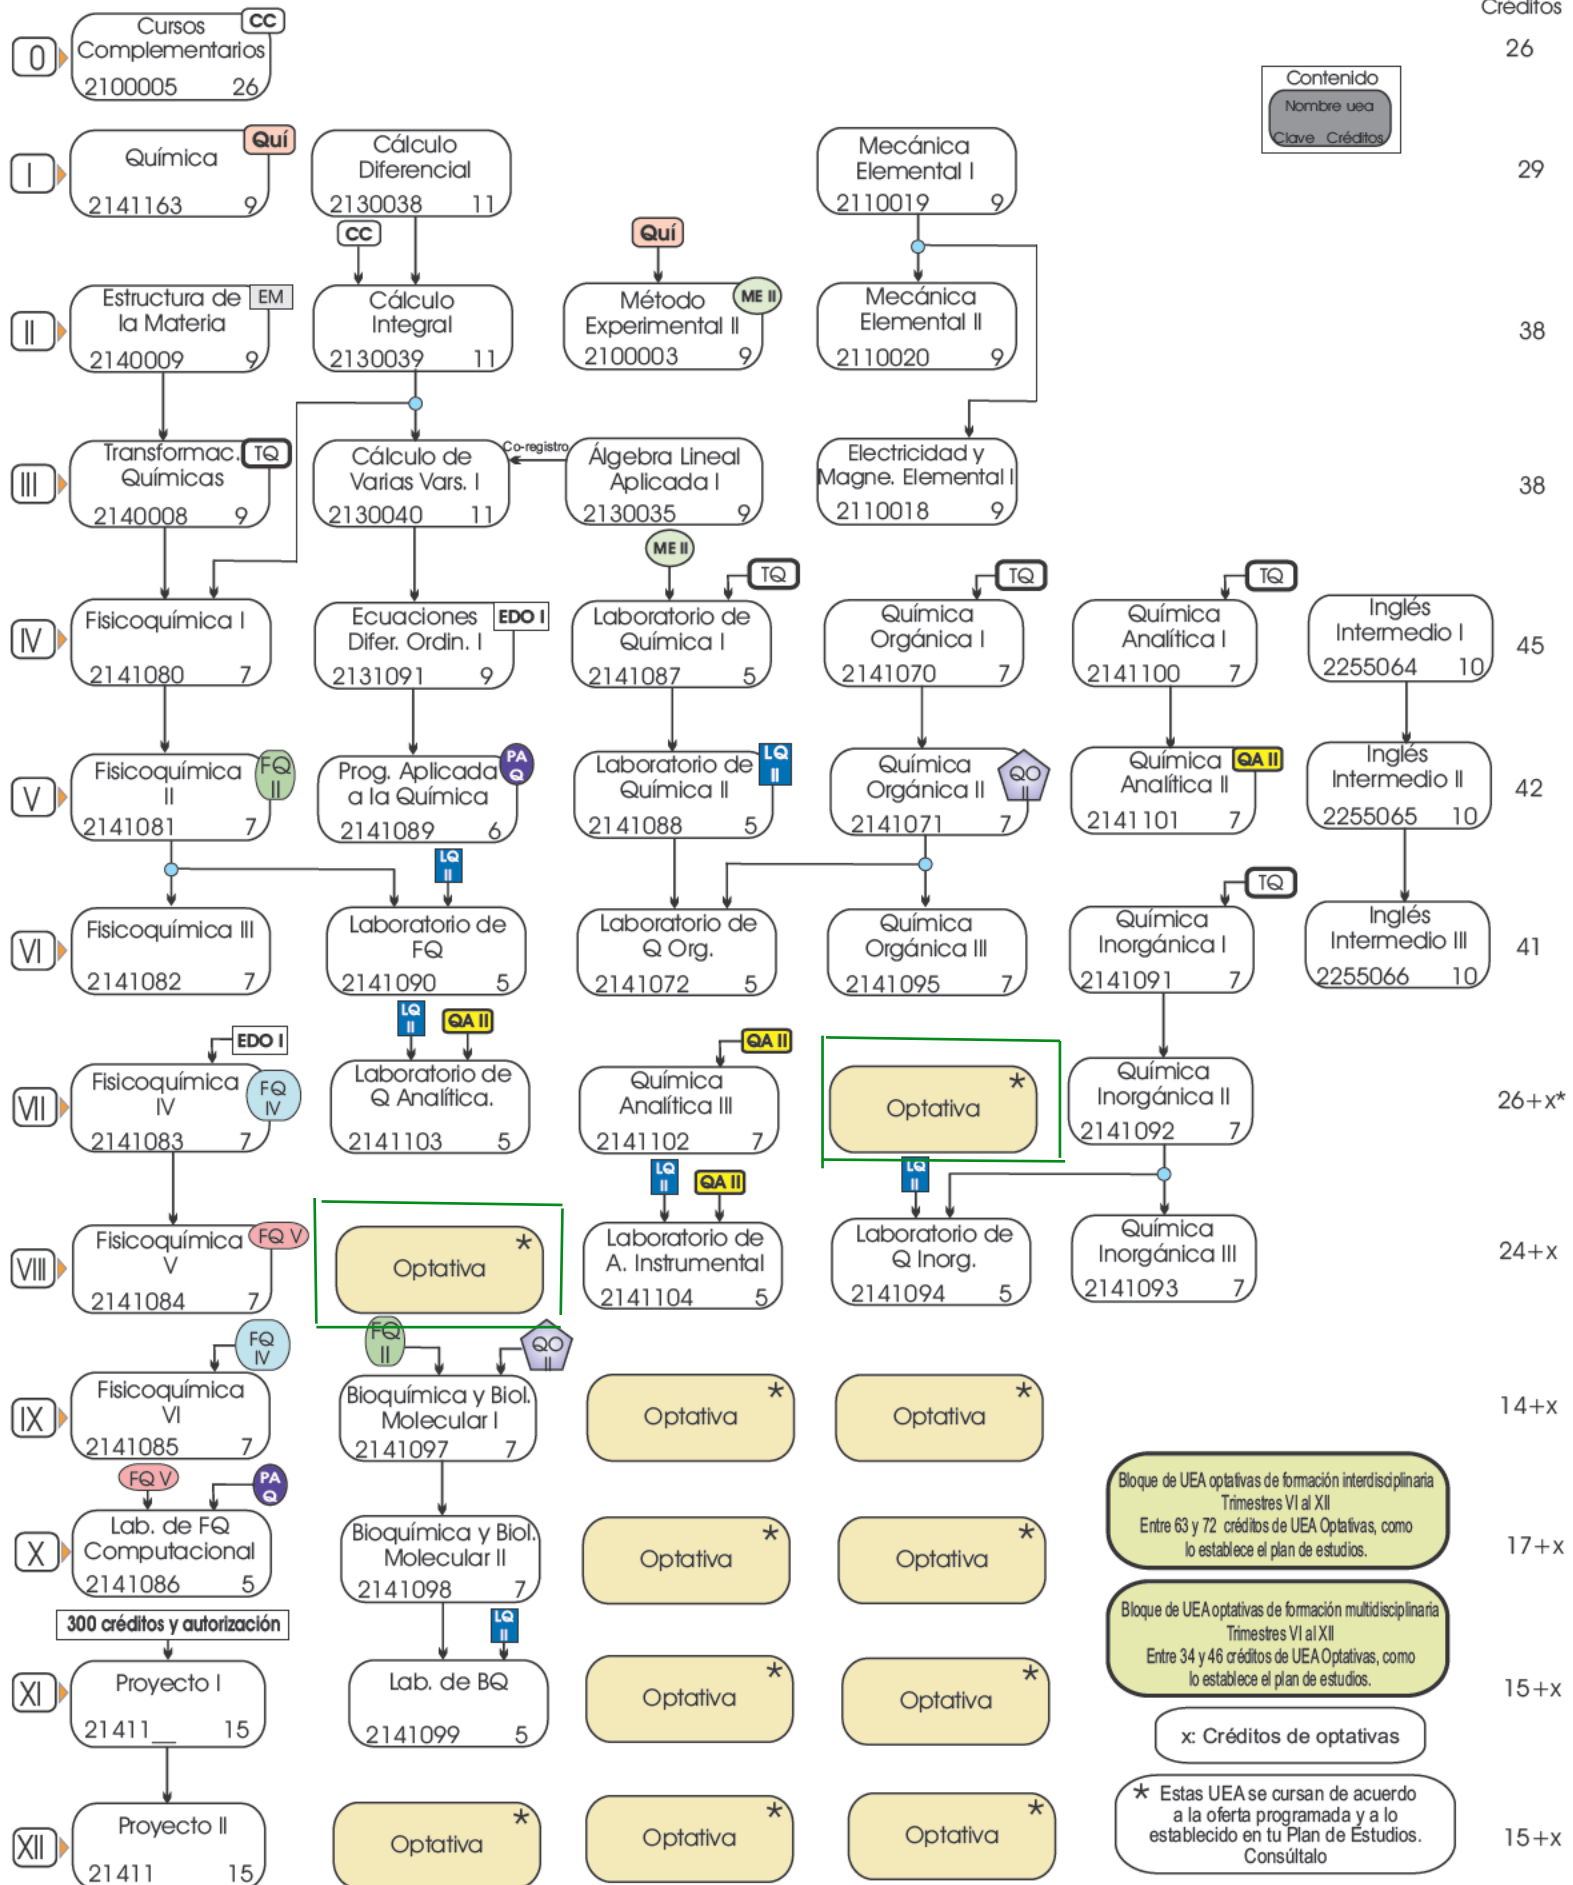 Créditos
Cursos
Complementarios
CC
2100005 26
0
26
Contenido
Nombre uea
Clave Créditos
I
Química
Quí
2141163 9
Cálculo
Diferencial
2130038 11
Mecánica
Elemental I
2110019 9
29
CC
Quí
II
Estructura de
la Materia
EM
2140009 9
Cálculo
Integral
2130039 11
Método
Experimental II
ME II
2100003 9
Mecánica
Elemental II
2110020 9
38
III
Transformac.
Químicas
TQ
2140008 9
Cálculo de
Varias Vars. I
2130040 11
Co-registro
Álgebra Lineal
Aplicada I
2130035 9
Electricidad y
Magne. Elemental I
2110018 9
38
ME II
TQ
TQ
TQ
IV
Fisicoquímica I
2141080 7
Ecuaciones
Difer. Ordin. I
EDO I
2131091 9
Laboratorio de
Química I
2141087 5
Química
Orgánica I
2141070 7
Química
Analítica I
2141100 7
Inglés
Intermedio I
2255064 10
45
V
Fisicoquímica
II
FQ
II
2141081 7
Prog. Aplicada
a la Química
PA
Q
2141089 6
Laboratorio de
Química II
LQ
II
2141088 5
Química
Orgánica II
QO
II
2141071 7
Química
Analítica II
QA II
2141101 7
Inglés
Intermedio II
2255065 10
42
LQ
II
TQ
VI
Fisicoquímica III
2141082 7
Laboratorio de
FQ
2141090 5
Laboratorio de
Q Org.
2141072 5
Química
Orgánica III
2141095 7
Química
Inorgánica I
2141091 7
Inglés
Intermedio III
2255066 10
41
EDO I
LQ
II
QA II
QA II
VII
Fisicoquímica
IV
FQ
IV
2141083 7
Laboratorio de
Q Analítica.
2141103 5
Química
Analítica III
2141102 7
Optativa *
Química
Inorgánica II
2141092 7
26+x*
LQ
II
QA II
LQ
II
VIII
Fisicoquímica
V
FQ V
2141084 7
Optativa *
Laboratorio de
A. Instrumental
2141104 5
Laboratorio de
Q Inorg.
2141094 5
Química
Inorgánica III
2141093 7
24+x
FQ
IV
FQ
II
QO
II
IX
Fisicoquímica
VI
2141085 7
Bioquímica y Biol.
Molecular I
2141097 7
Optativa *
Optativa *
14+x
FQ V
PA
Q
X
Lab. de FQ
Computacional
2141086 5
Bioquímica y Biol.
Molecular II
2141098 7
Optativa *
Optativa *
Bloque de UEA optativas de formación interdisciplinaria
Trimestres VI al XII
Entre 63 y 72 créditos de UEA Optativas, como
lo establece el plan de estudios.
17+x
300 créditos y autorización
LQ
II
XI
Proyecto I
21411__ 15
Lab. de BQ
2141099 5
Optativa *
Optativa *
Bloque de UEA optativas de formación multidisciplinaria
Trimestres VI al XII
Entre 34 y 46 créditos de UEA Optativas, como
lo establece el plan de estudios.
15+x
x: Créditos de optativas
XII
Proyecto II
21411 15
Optativa *
Optativa *
Optativa *
* Estas UEA se cursan de acuerdo
a la oferta programada y a lo
establecido en tu Plan de Estudios.
Consúltalo
15+x